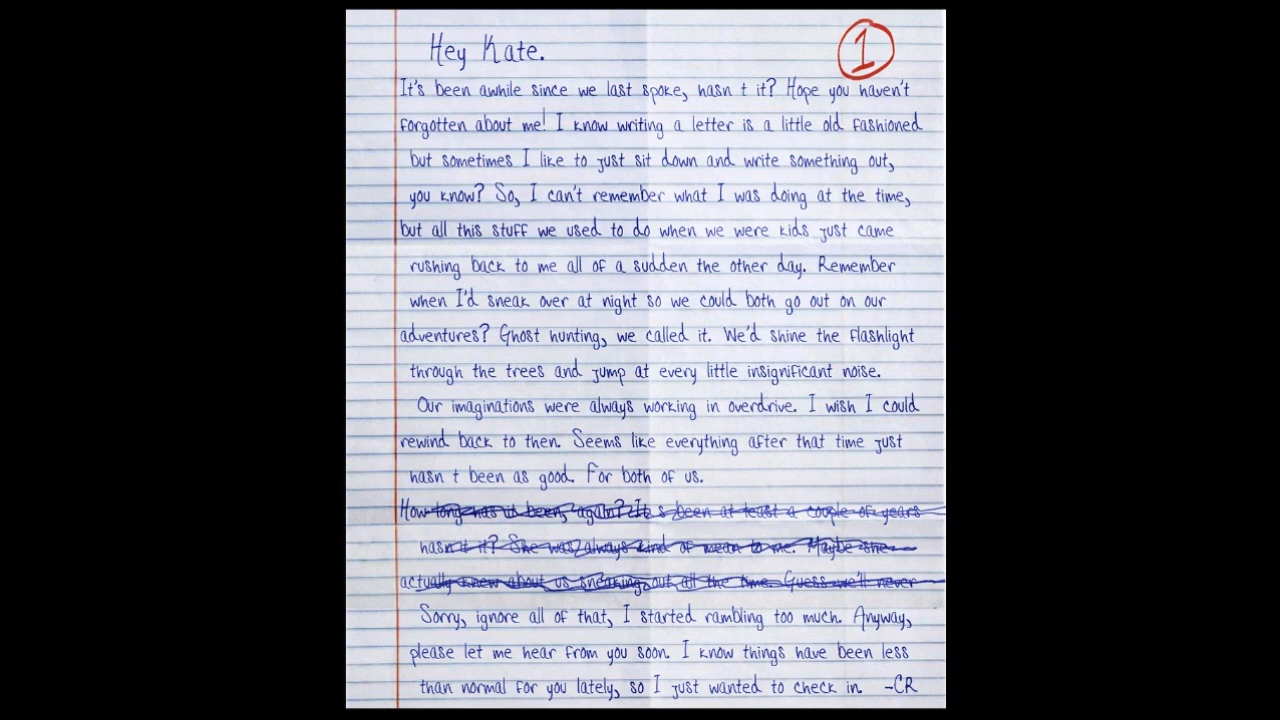 Hey Kate.
1
It's been awhile since we last spoke, hasn t it? Hope you haven't
forgotten about me! I know writing a letter is a little old fashioned
but sometimes I like to just sit down and write something out,
you know? So, I can't remember what I was doing at the time,
but all this stuff we used to do when we were kids just came
rushing back to me all of a sudden the other day. Remember
when I'd sneak over at night so we could both go out on our
adventures? Ghost hunting, we called it. We'd shine the flashlight
through the trees and jump at every little insignificant noise.
Our imaginations were always working in overdrive. I wish I could
rewind back to then. Seems like everything after that time just
hasn t been as good. For both of us.
How long has it been, again? It s been at least a couple of years
hasn t it? She was always kind of mean to me. Maybe she
actually knew about us sneaking out all the time. Guess we'll never
Sorry, ignore all of that, I started rambling too much. Anyway,
please let me hear from you soon. I know things have been less
than normal for you lately, so I just wanted to check in. -CR